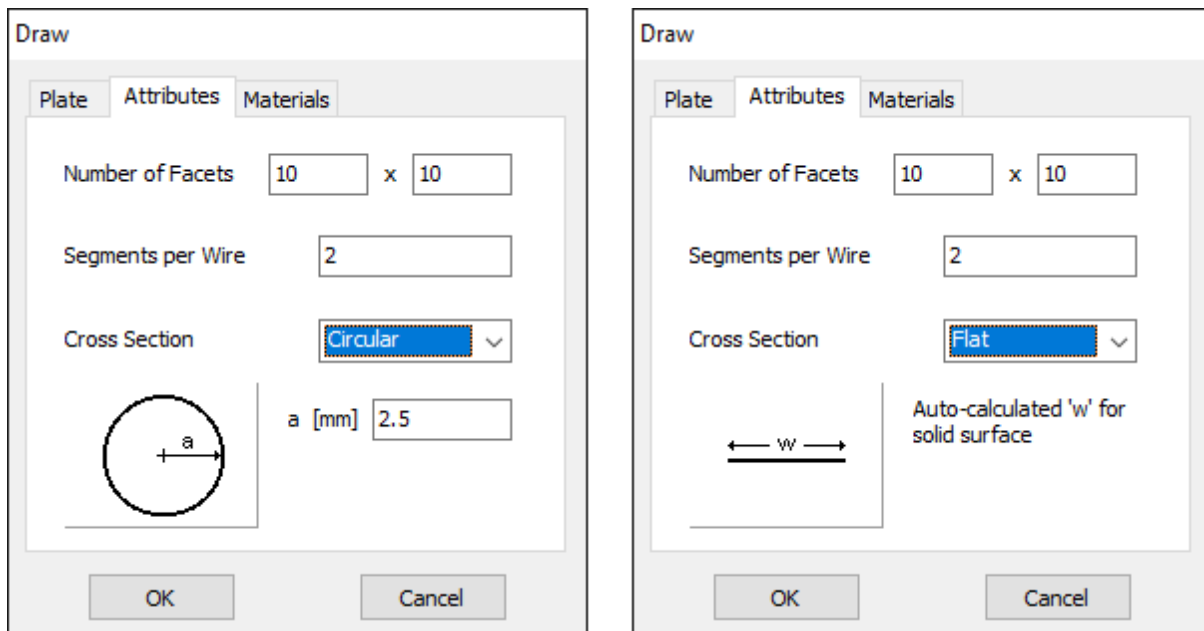 Draw
Plate Attributes Materials
Number of Facets 10 x 10
Segments per Wire 2
Cross Section Circular
a
a [mm] 2.5
OK Cancel
Draw
Plate Attributes Materials
Number of Facets 10 x 10
Segments per Wire 2
Cross Section Flat
w
Auto-calculated 'w' for
solid surface
OK Cancel